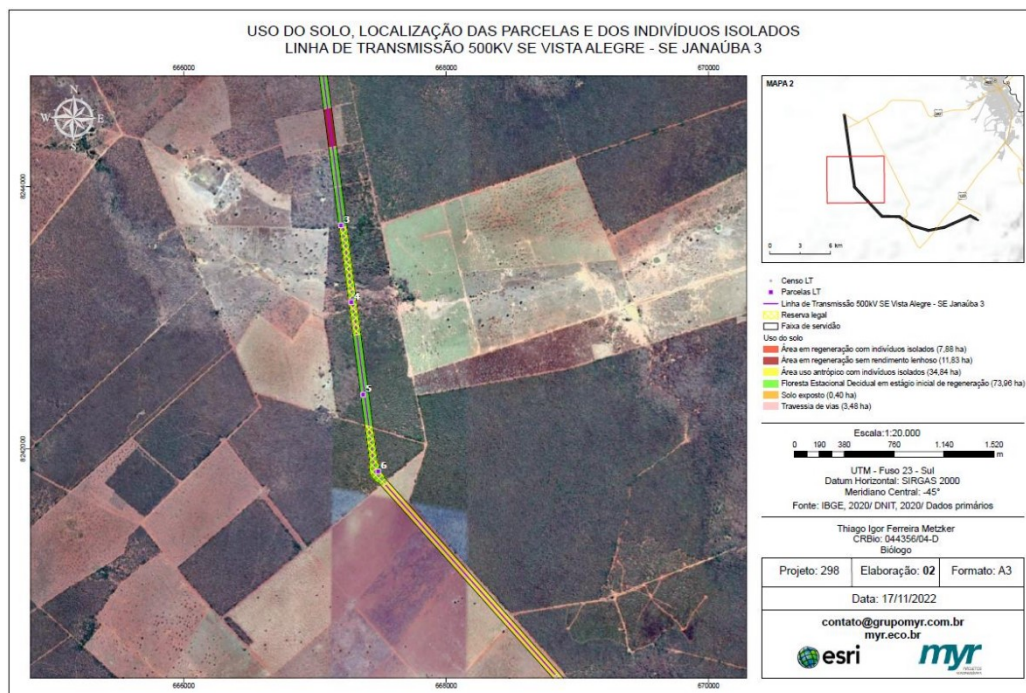 USO DO SOLO, LOCALIZAÇÃO DAS PARCELAS E DOS INDIVÍDUOS ISOLADOS
LINHA DE TRANSMISSÃO 500KV SE VISTA ALEGRE - SE JANAÚBA 3
666000
668000
670000
N
W
E
S
8244000
8242000
3
4
5
6
666000
668000
670000
MAPA 2
0 3 6 km
Censo LT
Parcelas LT
Linha de Transmissão 500kV SE Vista Alegre - SE Janaúba 3
Reserva legal
Faixa de servidão
Uso do solo
Área em regeneração com indivíduos isolados (7,88 ha)
Área em regeneração sem rendimento lenhoso (11,83 ha)
Área uso antrópico com indivíduos isolados (34,84 ha)
Floresta Estacional Decidual em estágio inicial de regeneração (73,96 ha)
Solo exposto (0,40 ha)
Travessia de vias (3,48 ha)
Escala:1:20.000
0 190 380 760 1.140 1.520
m
UTM - Fuso 23 - Sul
Datum Horizontal: SIRGAS 2000
Meridiano Central: -45°
Fonte: IBGE, 2020/ DNIT, 2020/ Dados primários
Thiago Igor Ferreira Metzker
CRBio: 044356/04-D
Biólogo
Projeto: 298
Elaboração: 02
Formato: A3
Data: 17/11/2022
contato@grupomyr.com.br
myr.eco.br
esri
myr